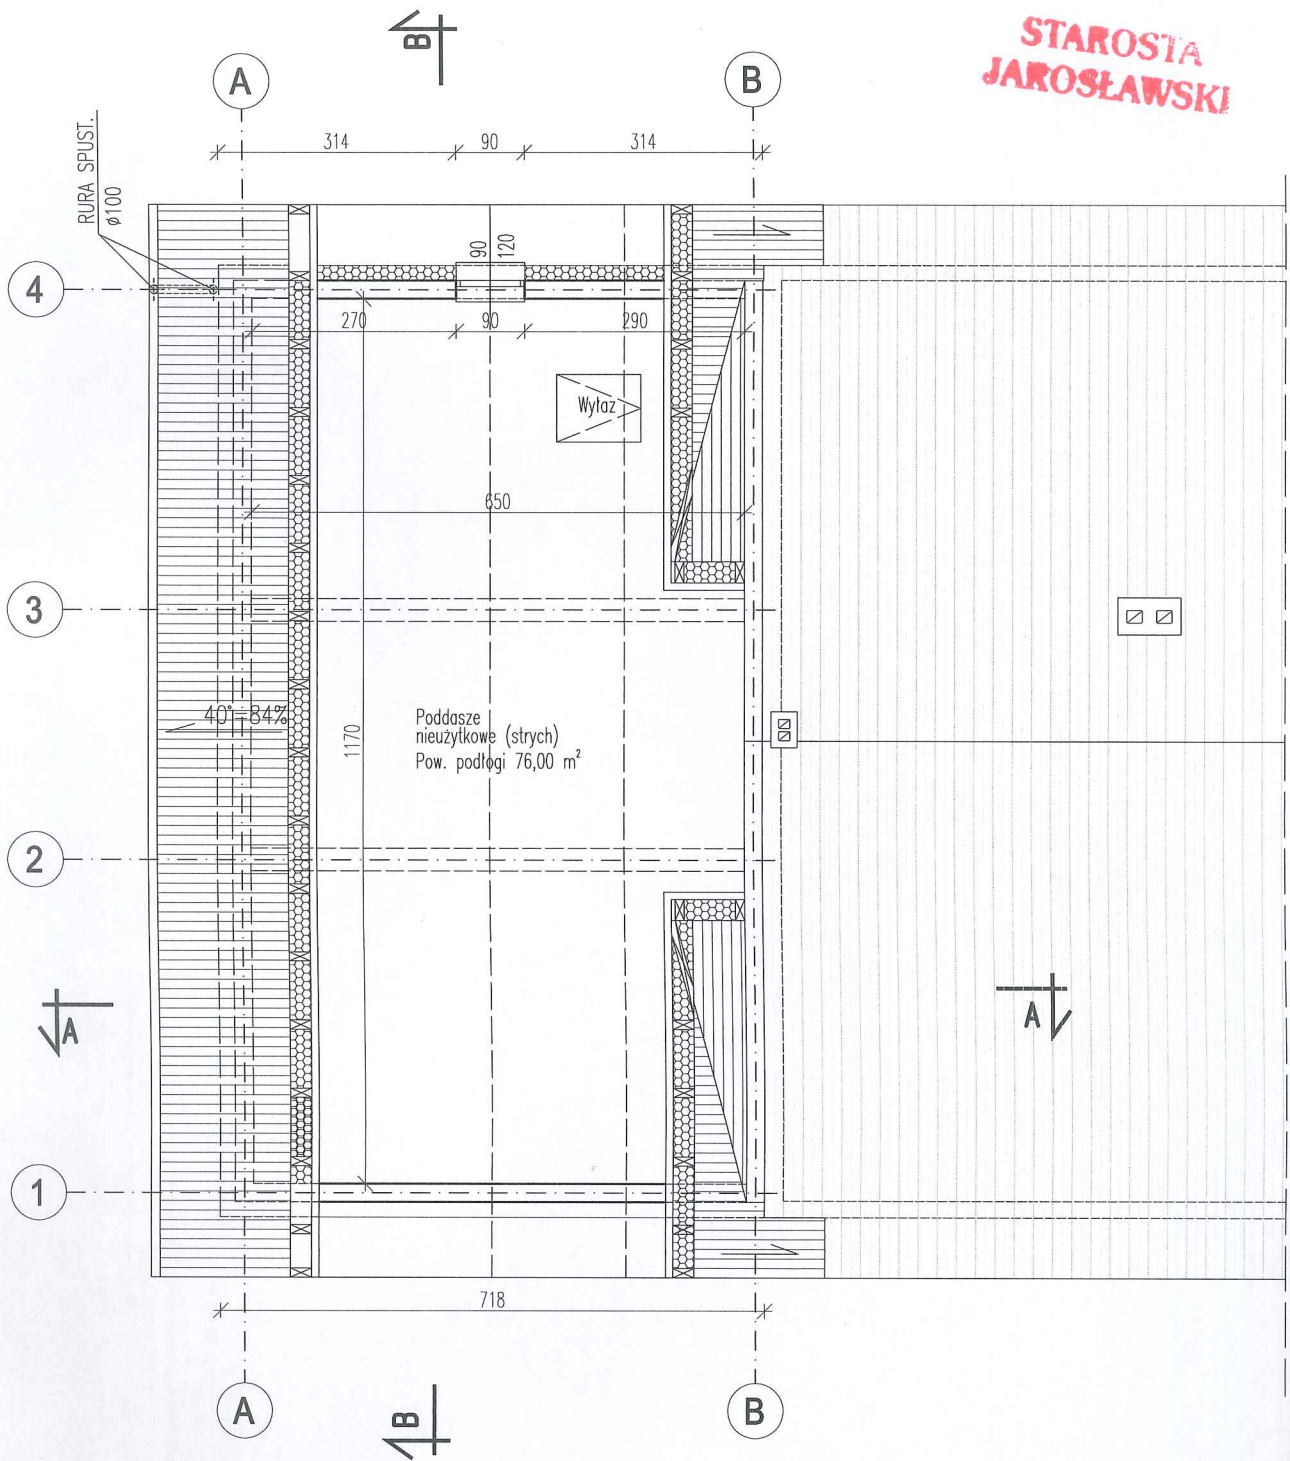 B
STAROSTA
JAROSŁAWSKI
A
B
RURA SPUST.
ø100
314
90
314
90
120
4
270
90
290
Wyłaz
650
3
40°=84%
1170
Poddasze
nieużytkowe (strych)
Pow. podłogi 76,00 m²
2
A
A
1
718
A
B
B